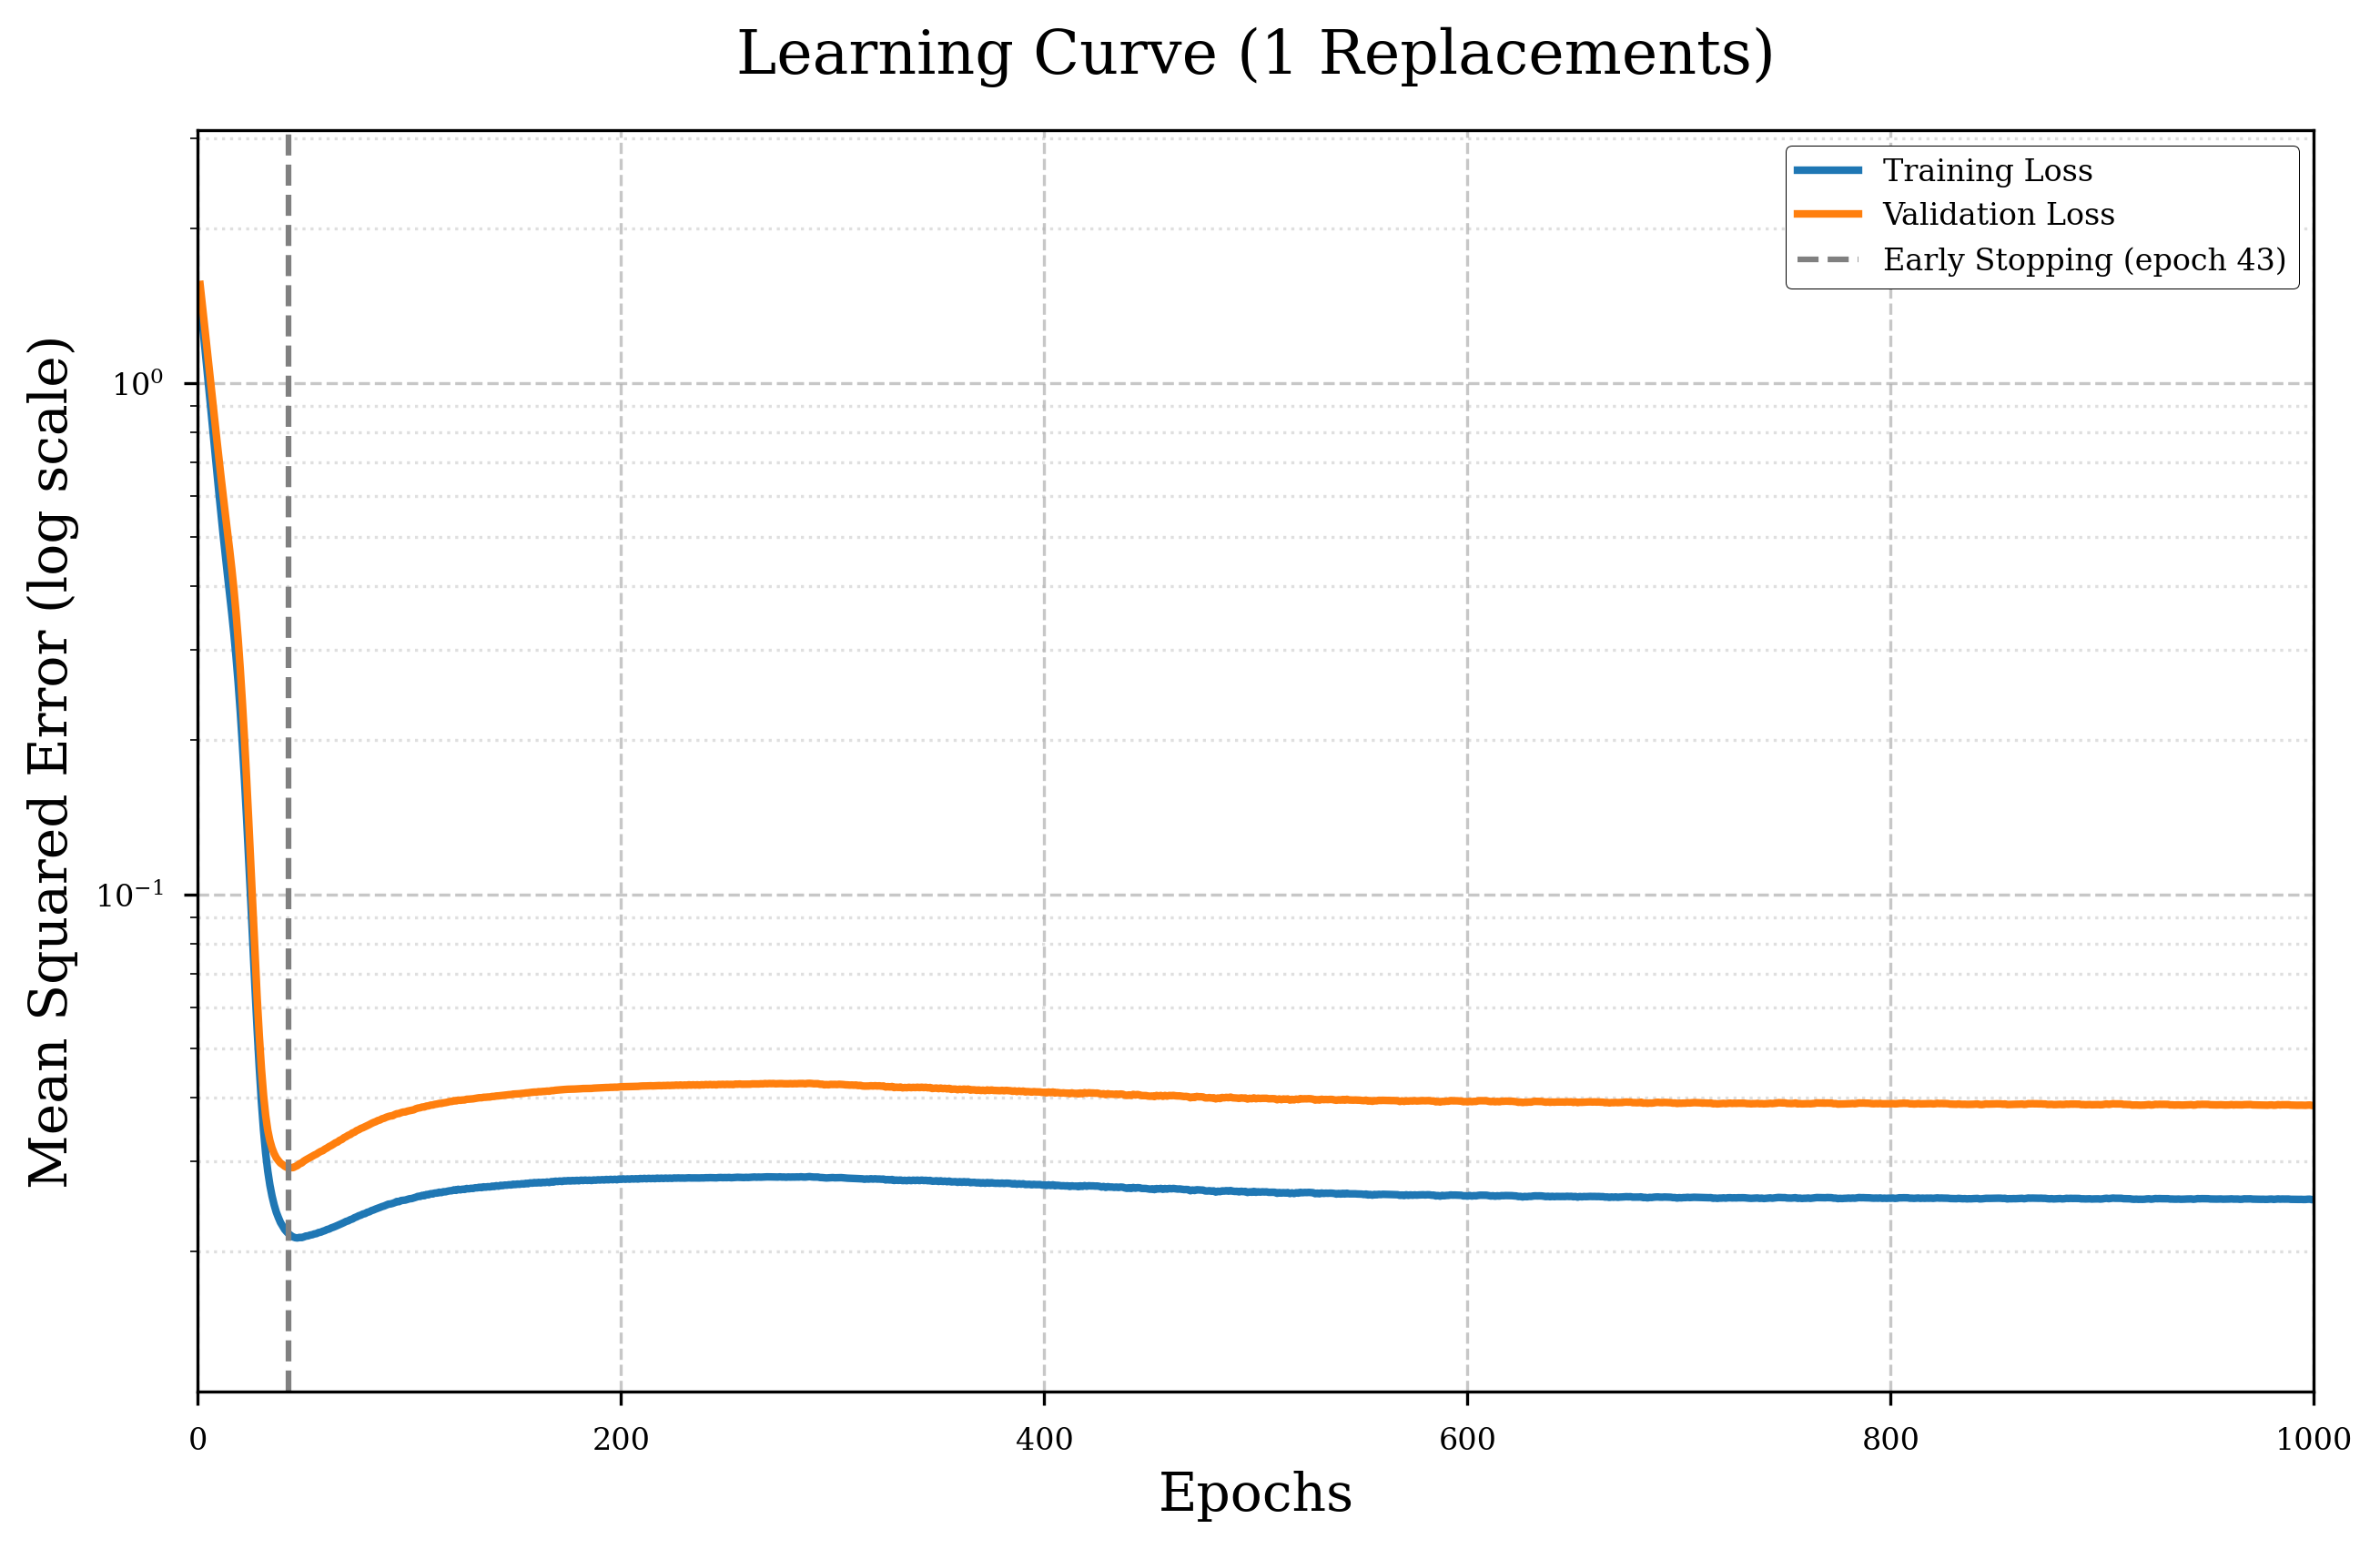 Learning Curve (1 Replacements)
Training Loss
Validation Loss
Early Stopping (epoch 43)
Mean Squared Error (log scale)
10⁰
10⁻¹
0 200 400 600 800 1000
Epochs